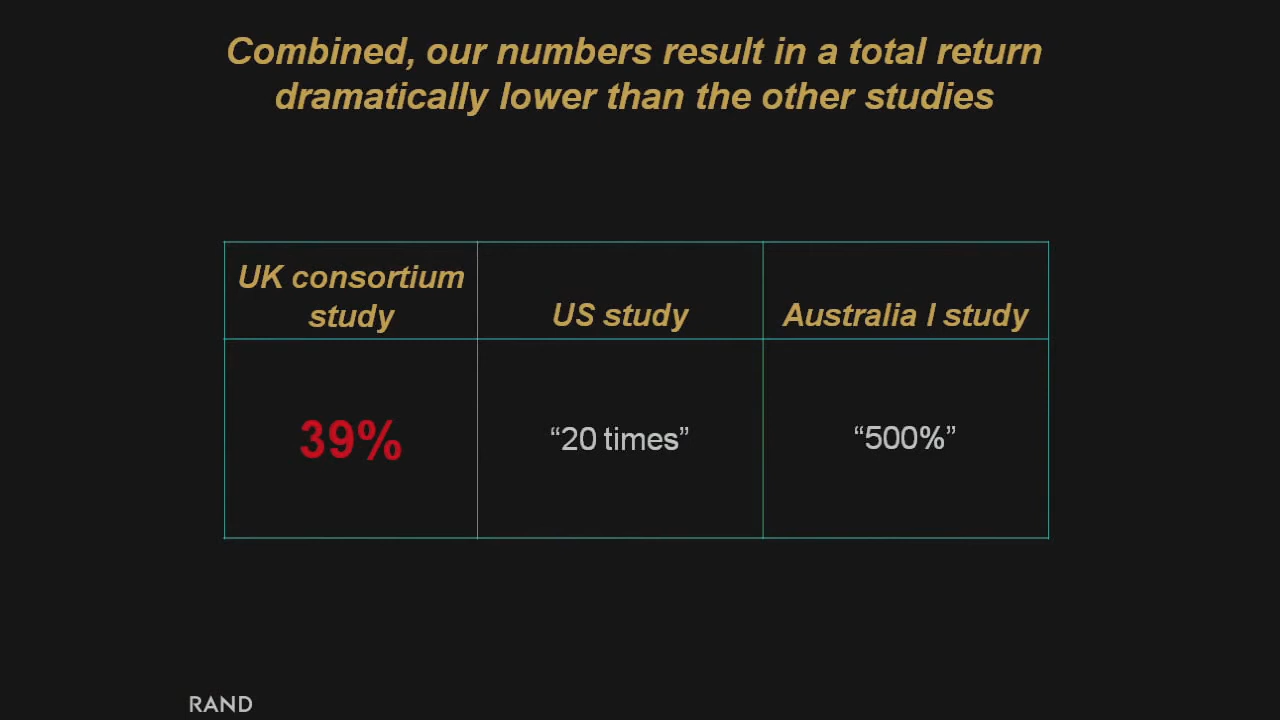 Combined, our numbers result in a total return
dramatically lower than the other studies
UK consortium
study
US study
Australia I study
39%
“20 times”
“500%”
RAND